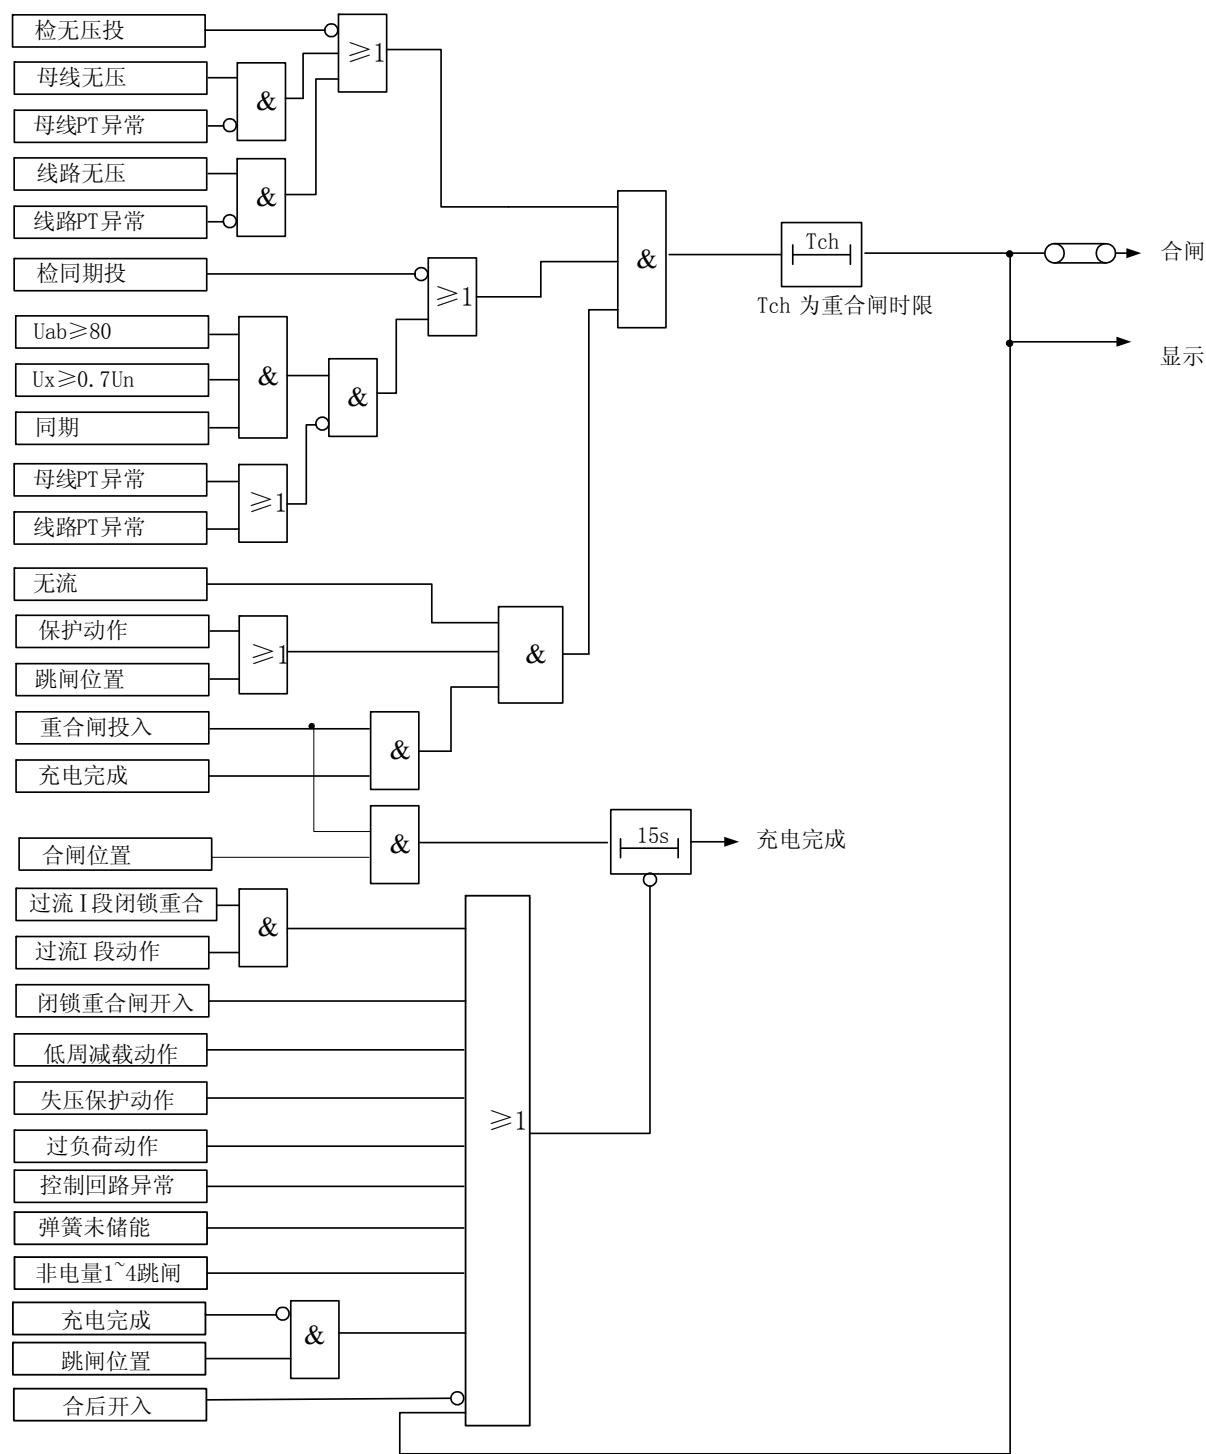 检无压投
≥1
母线无压
&
母线PT异常
线路无压
&
线路PT异常
&
Tch
合闸
检同期投
≥1
Tch 为重合闸时限
Uab≥80
显示
Ux≥0.7Un
&
&
同期
母线PT异常
≥1
线路PT异常
无流
保护动作
≥1
&
跳闸位置
重合闸投入
&
充电完成
15s
充电完成
合闸位置
&
过流I段闭锁重合
&
过流I段动作
闭锁重合闸开入
低周减载动作
失压保护动作
≥1
过负荷动作
控制回路异常
弹簧未储能
非电量1~4跳闸
充电完成
&
跳闸位置
合后开入